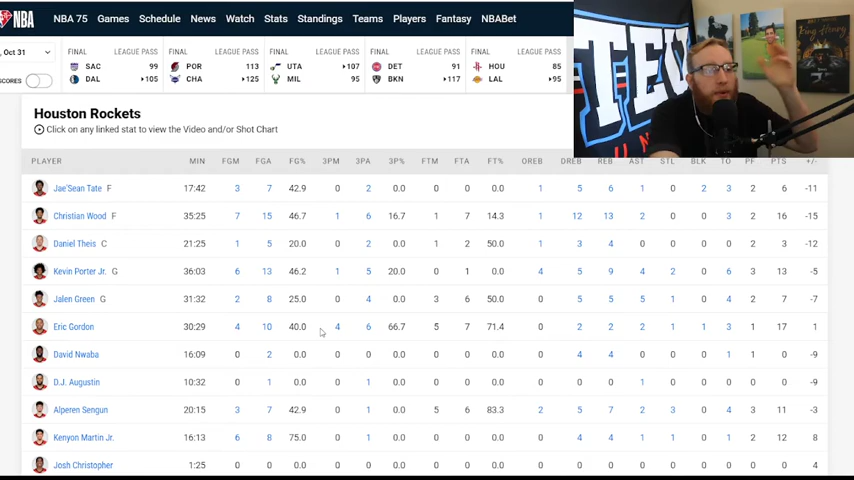 NBA 75 Games Schedule News Watch Stats Standings Teams Players Fantasy NBABet
Oct 31
SCORES
FINAL LEAGUE PASS FINAL LEAGUE PASS FINAL LEAGUE PASS FINAL LEAGUE PASS FINAL LEAGUE PASS
SAC 99 POR 113 UTA 107 DET 91 HOU 85
DAL 105 CHA 125 MIL 95 BKN 117 LAL 95
Houston Rockets
Click on any linked stat to view the Video and/or Shot Chart
PLAYER MIN FGM FGA FG% 3PM 3PA 3P% FTM FTA FT% OREB DREB REB AST STL BLK TO PF PTS +/-
Jae'Sean Tate F 17:42 3 7 42.9 0 2 0.0 0 0 0.0 1 5 6 1 0 2 3 2 6 -11
Christian Wood F 35:25 7 15 46.7 1 6 16.7 1 7 14.3 1 12 13 2 0 0 3 2 16 -15
Daniel Theis C 21:25 1 5 20.0 0 2 0.0 1 2 50.0 1 3 4 0 0 0 0 2 3 -12
Kevin Porter Jr. G 36:03 6 13 46.2 1 5 20.0 0 1 0.0 4 5 9 4 2 0 6 3 13 -5
Jalen Green G 31:32 2 8 25.0 0 4 0.0 3 6 50.0 0 5 5 5 1 0 4 2 7 -7
Eric Gordon 30:29 4 10 40.0 4 6 66.7 5 7 71.4 0 2 2 2 1 1 3 1 17 1
David Nwaba 16:09 0 2 0.0 0 0 0.0 0 0 0.0 0 4 4 0 0 0 1 1 0 -9
D.J. Augustin 10:32 0 1 0.0 0 1 0.0 0 0 0.0 0 0 0 1 0 0 0 0 0 -9
Alperen Sengun 20:15 3 7 42.9 0 1 0.0 5 6 83.3 2 5 7 2 3 0 4 3 11 -3
Kenyon Martin Jr. 16:13 6 8 75.0 0 1 0.0 0 0 0.0 0 4 4 1 1 0 1 2 12 8
Josh Christopher 1:25 0 0 0.0 0 0 0.0 0 0 0.0 0 0 0 0 0 0 0 0 0 4